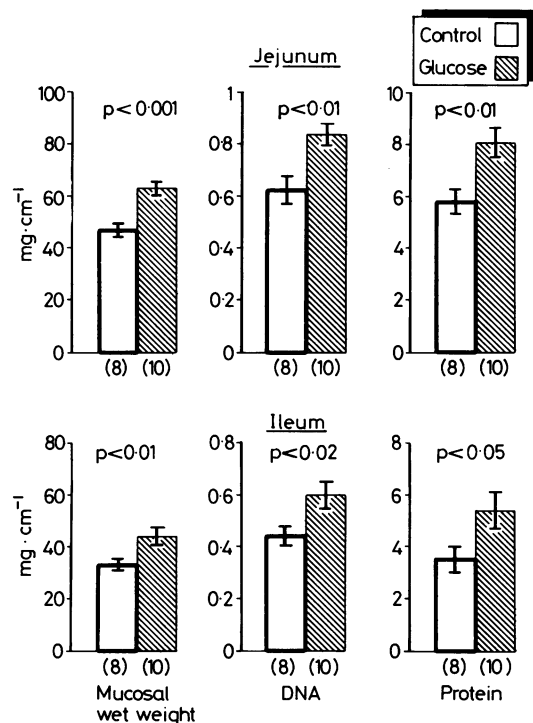 Control
Glucose
Jejunum
mg·cm⁻¹
100
80
60
40
20
0
p<0·001
(8) (10)
1
0·8
0·6
0·4
0·2
0
p<0·01
(8) (10)
10
8
6
4
2
0
p<0·01
(8) (10)
Ileum
mg·cm⁻¹
80
60
40
20
0
p<0·01
(8) (10)
Mucosal
wet weight
0·8
0·6
0·4
0·2
0
p<0·02
(8) (10)
DNA
8
6
4
2
0
p<0·05
(8) (10)
Protein